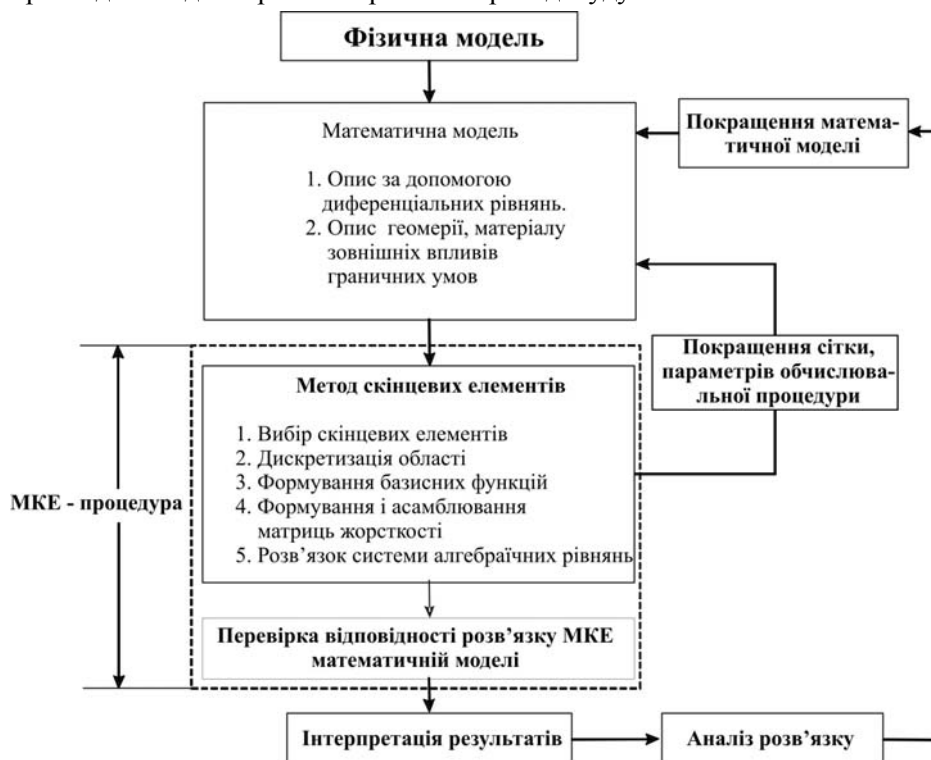 Фізична модель
Математична модель
1. Опис за допомогою
диференціальних рівнянь.
2. Опис геомерії, матеріалу
зовнішніх впливів
граничних умов
Покращення матема-
тичної моделі
Покращення сітки,
параметрів обчислюва-
льної процедури
МКЕ - процедура
Метод скінцевих елементів
1. Вибір скінцевих елементів
2. Дискретизація області
3. Формування базисних функцій
4. Формування і асамблювання
матриць жорсткості
5. Розв’язок системи алгебраїчних рівнянь
Перевірка відповідності розв’язку МКЕ
математичній моделі
Інтерпретація результатів
Аналіз розв’язку